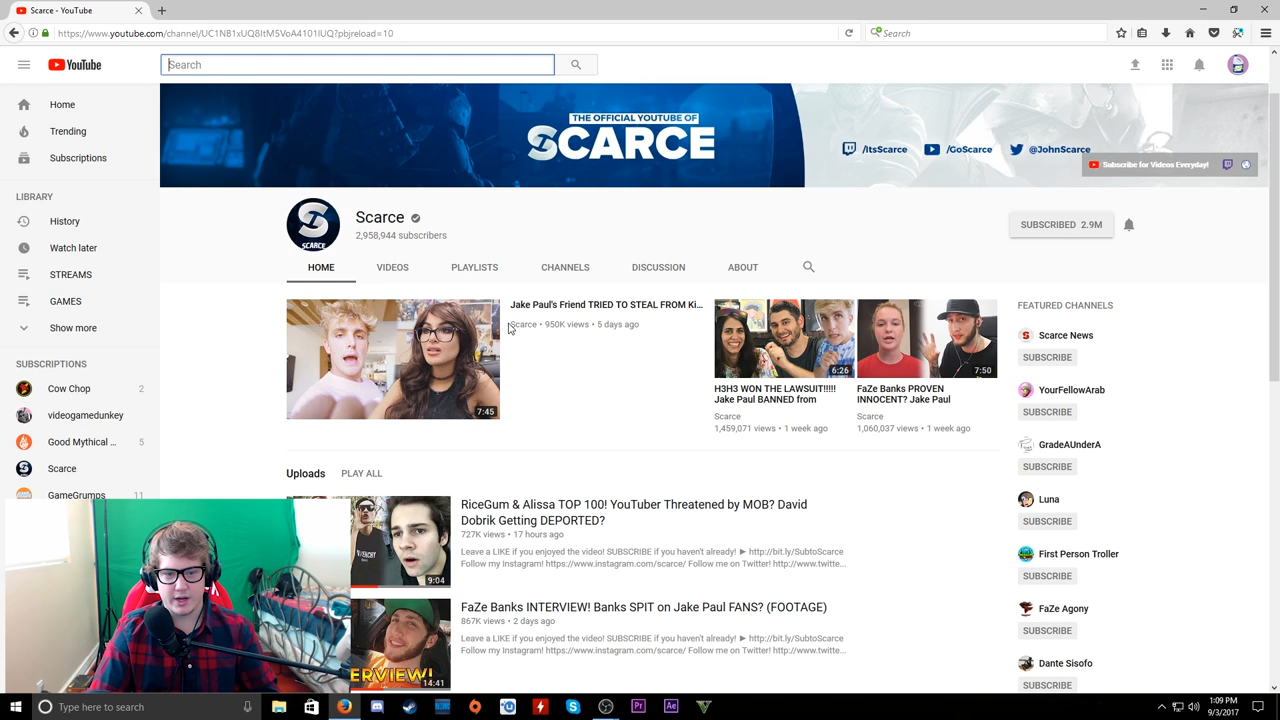 Scarce - YouTube
https://www.youtube.com/channel/UC1NB1xUQ8ItM5VoA4101IUQ?pbjreload=10
Search
YouTube
Search
THE OFFICIAL YOUTUBE OF
SCARCE
/ItsScarce
/GoScarce
@JohnScarce
Subscribe for Videos Everyday!
Home
Trending
Subscriptions
LIBRARY
History
Watch later
STREAMS
GAMES
Show more
SUBSCRIPTIONS
Cow Chop 2
videogamedunkey
Good Mythical ... 5
Scarce
GameGrumps 11
SCARCE
Scarce
2,958,944 subscribers
SUBSCRIBED 2.9M
HOME
VIDEOS
PLAYLISTS
CHANNELS
DISCUSSION
ABOUT
7:45
Jake Paul's Friend TRIED TO STEAL FROM Ki...
Scarce • 950K views • 5 days ago
6:26
H3H3 WON THE LAWSUIT!!!!!
Jake Paul BANNED from
Scarce
1,459,071 views • 1 week ago
7:50
FaZe Banks PROVEN
INNOCENT? Jake Paul
Scarce
1,060,037 views • 1 week ago
Uploads PLAY ALL
9:04
RiceGum & Alissa TOP 100! YouTuber Threatened by MOB? David
Dobrik Getting DEPORTED?
727K views • 17 hours ago
Leave a LIKE if you enjoyed the video! SUBSCRIBE if you haven't already! ► http://bit.ly/SubtoScarce
Follow my Instagram! https://www.instagram.com/scarce/ Follow me on Twitter! http://www.twitte...
ERVIEW!
14:41
FaZe Banks INTERVIEW! Banks SPIT on Jake Paul FANS? (FOOTAGE)
867K views • 2 days ago
Leave a LIKE if you enjoyed the video! SUBSCRIBE if you haven't already! ► http://bit.ly/SubtoScarce
Follow my Instagram! https://www.instagram.com/scarce/ Follow me on Twitter! http://www.twitte...
FEATURED CHANNELS
Scarce News
SUBSCRIBE
YourFellowArab
SUBSCRIBE
GradeAUnderA
SUBSCRIBE
Luna
SUBSCRIBE
First Person Troller
SUBSCRIBE
FaZe Agony
SUBSCRIBE
Dante Sisofo
SUBSCRIBE
Type here to search
Pr
Ae
1:09 PM
9/3/2017